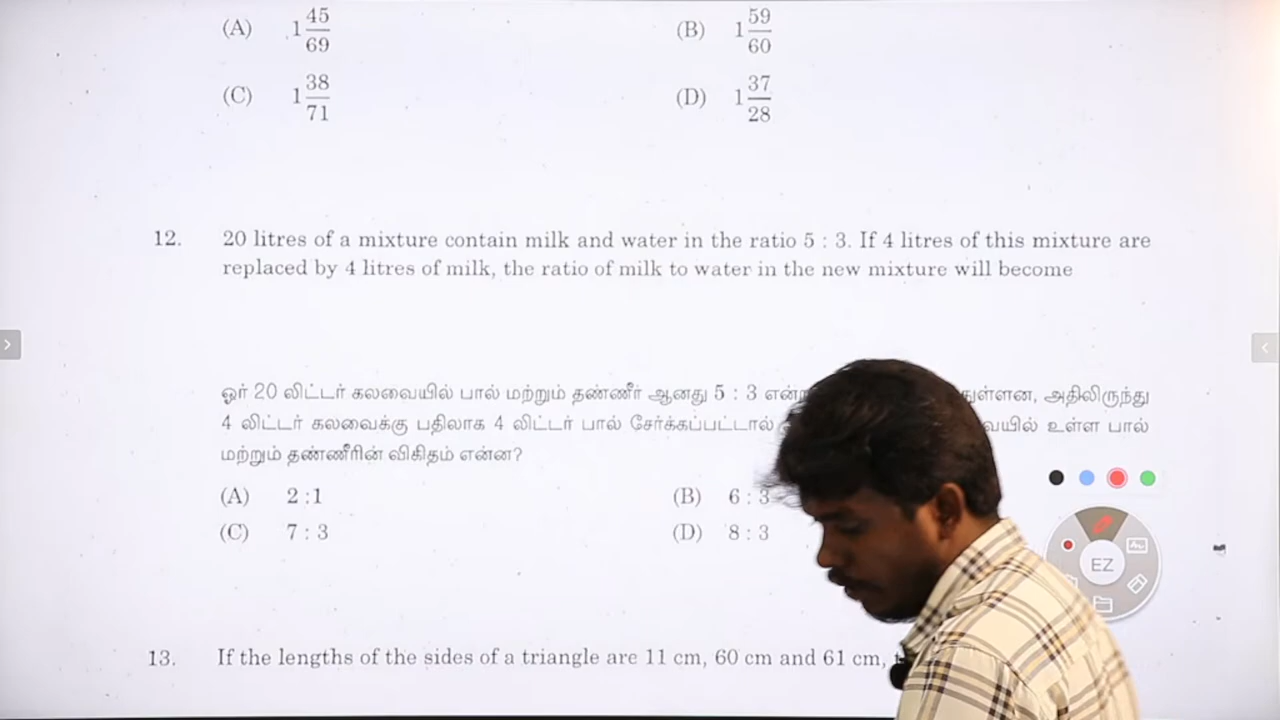 (A) 1 45/69 (B) 1 59/60
(C) 1 38/71 (D) 1 37/28
12. 20 litres of a mixture contain milk and water in the ratio 5 : 3. If 4 litres of this mixture are
replaced by 4 litres of milk, the ratio of milk to water in the new mixture will become
ஓர் 20 லிட்டர் கலவையில் பால் மற்றும் தண்ணீர் ஆனது 5 : 3 அதிலிருந்து
4 லிட்டர் கலவைக்கு பதிலாக 4 லிட்டர் பால் சேர்க்கப்பட்டால் உள்ள பால்
மற்றும் தண்ணீரின் விகிதம் என்ன?
(A) 2 :1 (B) 6 : 3
(C) 7 : 3 (D) 8 : 3
EZ
13. If the lengths of the sides of a triangle are 11 cm, 60 cm and 61 cm,